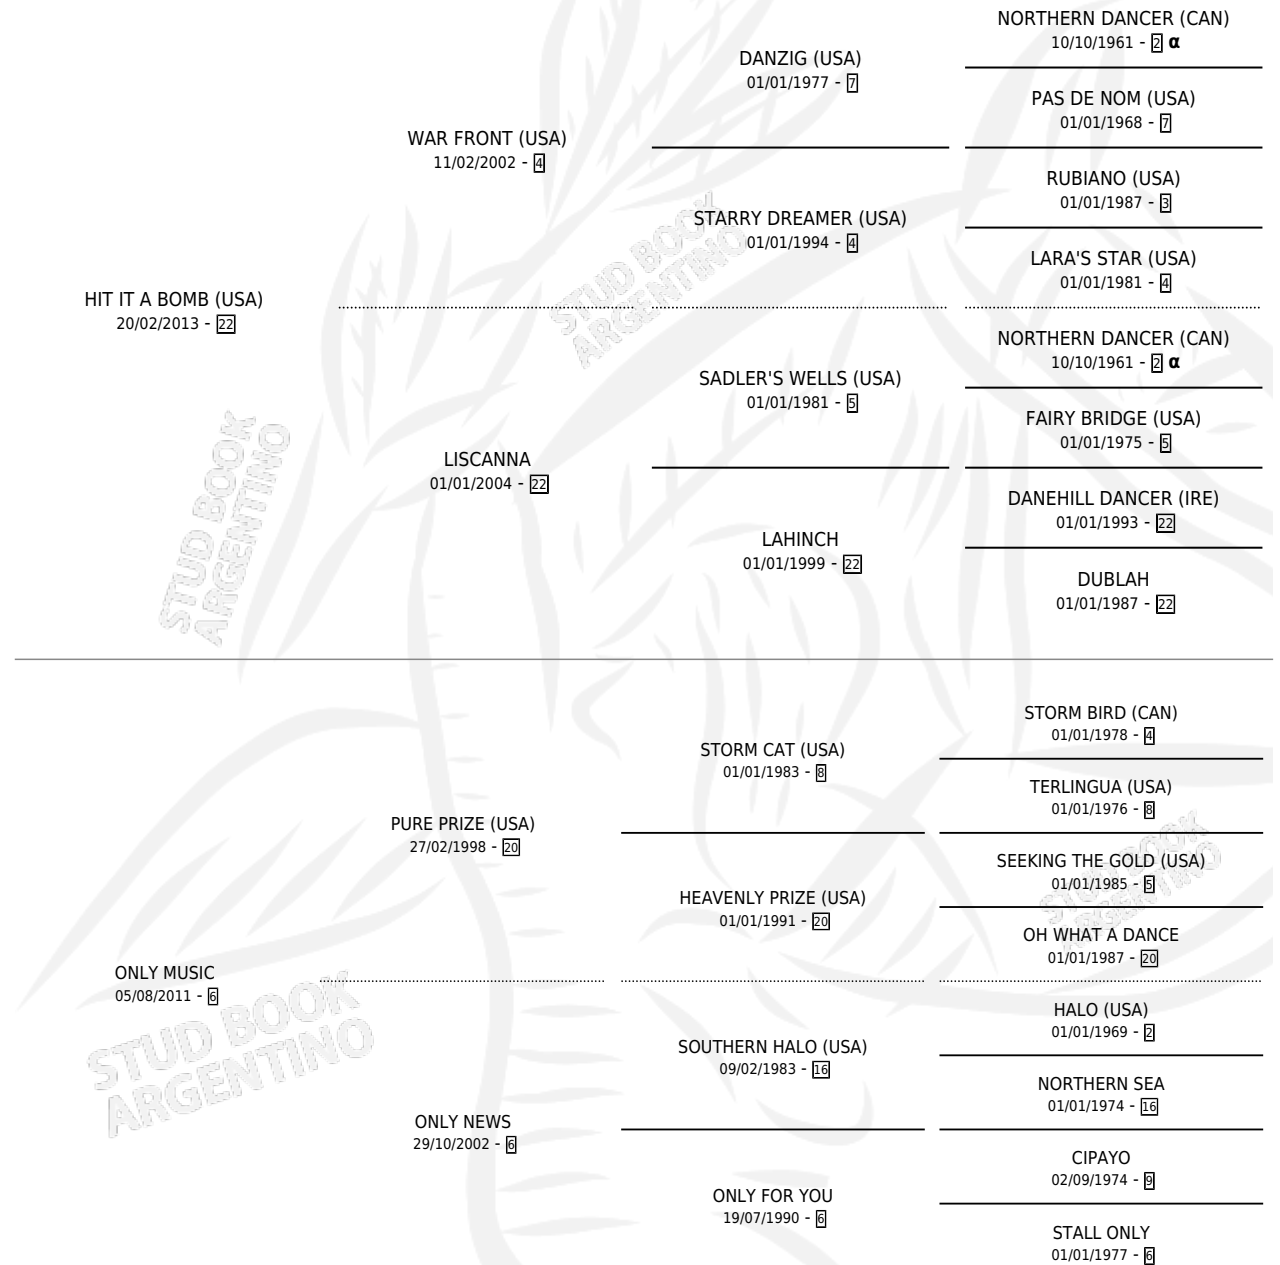 NORTHERN DANCER (CAN)
10/10/1961 - 2 α
DANZIG (USA)
01/01/1977 - 7
PAS DE NOM (USA)
01/01/1968 - 7
WAR FRONT (USA)
11/02/2002 - 4
RUBIANO (USA)
01/01/1987 - 3
STARRY DREAMER (USA)
01/01/1994 - 4
LARA'S STAR (USA)
01/01/1981 - 4
HIT IT A BOMB (USA)
20/02/2013 - 22
NORTHERN DANCER (CAN)
10/10/1961 - 2 α
SADLER'S WELLS (USA)
01/01/1981 - 5
FAIRY BRIDGE (USA)
01/01/1975 - 5
LISCANNA
01/01/2004 - 22
DANEHILL DANCER (IRE)
01/01/1993 - 22
LAHINCH
01/01/1999 - 22
DUBLAH
01/01/1987 - 22
STORM BIRD (CAN)
01/01/1978 - 4
STORM CAT (USA)
01/01/1983 - 8
TERLINGUA (USA)
01/01/1976 - 8
PURE PRIZE (USA)
27/02/1998 - 20
SEEKING THE GOLD (USA)
01/01/1985 - 5
HEAVENLY PRIZE (USA)
01/01/1991 - 20
OH WHAT A DANCE
01/01/1987 - 20
ONLY MUSIC
05/08/2011 - 6
HALO (USA)
01/01/1969 - 2
SOUTHERN HALO (USA)
09/02/1983 - 16
NORTHERN SEA
01/01/1974 - 16
ONLY NEWS
29/10/2002 - 6
CIPAYO
02/09/1974 - 9
ONLY FOR YOU
19/07/1990 - 6
STALL ONLY
01/01/1977 - 6
STUD BOOK
ARGENTINO
STUD BOOK
ARGENTINO
STUD BOOK
ARGENTINO
STUD BOOK
ARGENTINO